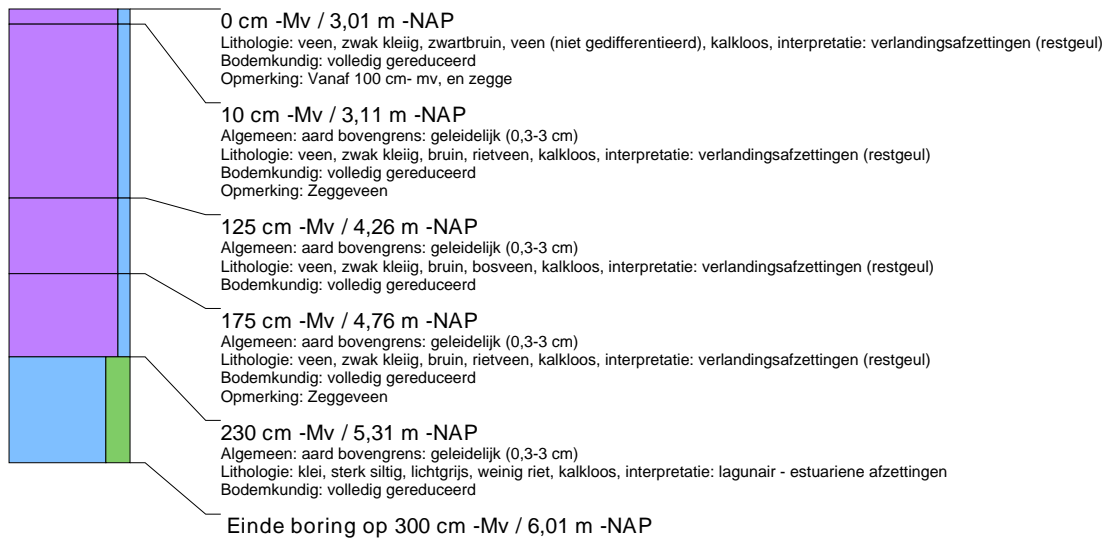 0 cm -Mv / 3,01 m -NAP
Lithologie: veen, zwak kleiig, zwartbruin, veen (niet gedifferentieerd), kalkloos, interpretatie: verlandingsafzettingen (restgeul)
Bodemkundig: volledig gereduceerd
Opmerking: Vanaf 100 cm- mv, en zegge
10 cm -Mv / 3,11 m -NAP
Algemeen: aard bovengrens: geleidelijk (0,3-3 cm)
Lithologie: veen, zwak kleiig, bruin, rietveen, kalkloos, interpretatie: verlandingsafzettingen (restgeul)
Bodemkundig: volledig gereduceerd
Opmerking: Zeggeveen
125 cm -Mv / 4,26 m -NAP
Algemeen: aard bovengrens: geleidelijk (0,3-3 cm)
Lithologie: veen, zwak kleiig, bruin, bosveen, kalkloos, interpretatie: verlandingsafzettingen (restgeul)
Bodemkundig: volledig gereduceerd
175 cm -Mv / 4,76 m -NAP
Algemeen: aard bovengrens: geleidelijk (0,3-3 cm)
Lithologie: veen, zwak kleiig, bruin, rietveen, kalkloos, interpretatie: verlandingsafzettingen (restgeul)
Bodemkundig: volledig gereduceerd
Opmerking: Zeggeveen
230 cm -Mv / 5,31 m -NAP
Algemeen: aard bovengrens: geleidelijk (0,3-3 cm)
Lithologie: klei, sterk siltig, lichtgrijs, weinig riet, kalkloos, interpretatie: lagunair - estuariene afzettingen
Bodemkundig: volledig gereduceerd
Einde boring op 300 cm -Mv / 6,01 m -NAP